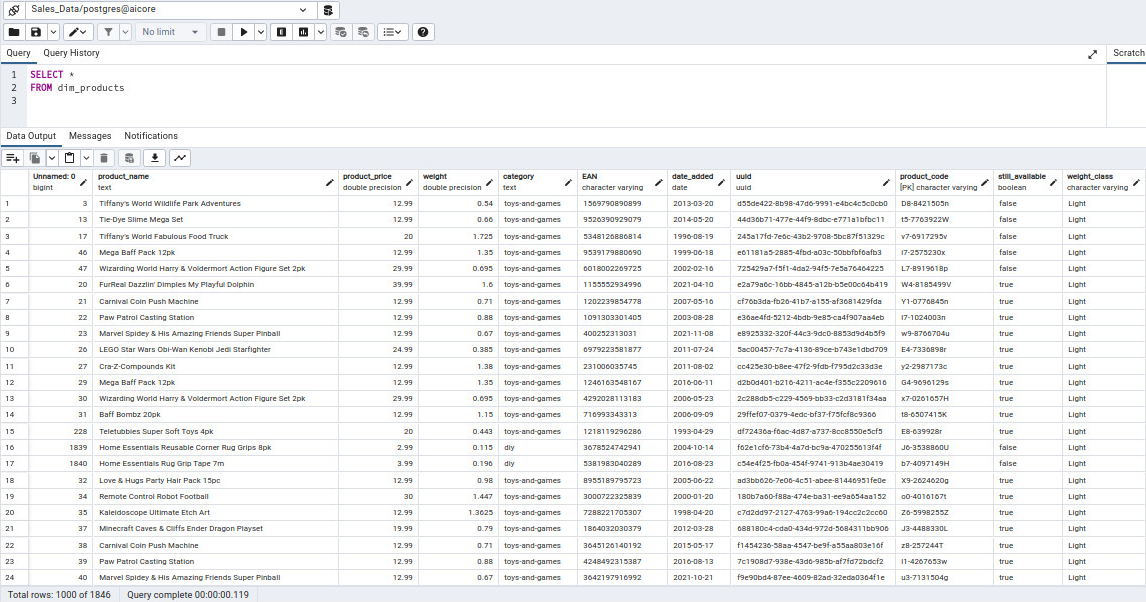 Sales_Data/postgres@aicore
No limit
Query Query History Scratch
1 SELECT *
2 FROM dim_products
3
Data Output Messages Notifications
Unnamed: 0 bigint product_name text product_price double precision weight double precision category text EAN character varying date_added date uuid uuid product_code [PK] character varying still_available boolean weight_class character varying
1 3 Tiffany's World Wildlife Park Adventures 12.99 0.54 toys-and-games 1569790890899 2013-03-20 d55de422-8b98-47d6-9991-e4bc4c5c0cb0 D8-8421505n false Light
2 13 Tie-Dye Slime Mega Set 12.99 0.66 toys-and-games 9526390929079 2014-05-20 44d36b71-477e-44f9-8dbc-e771a1bfbc11 t5-7763922W false Light
3 17 Tiffany's World Fabulous Food Truck 20 1.725 toys-and-games 5348126886814 1996-08-19 245a17fd-7e6c-43b2-9708-5bc87f51329c v7-6917295v false Light
4 46 Mega Baff Pack 12pk 12.99 1.35 toys-and-games 9539179880690 1999-06-18 e61181a5-2885-4fbd-a03c-50bbfbf6afb3 I7-2575230x false Light
5 47 Wizarding World Harry & Voldermort Action Figure Set 2pk 29.99 0.695 toys-and-games 6018002269725 2002-02-16 725429a7-f5f1-4da2-94f5-7e5a76464225 L7-8919618p false Light
6 20 FurReal Dazzlin' Dimples My Playful Dolphin 39.99 1.6 toys-and-games 1155552934996 2021-04-10 e2a79a6c-16bb-4845-a12b-b5e00c64b419 W4-8185499V true Light
7 21 Carnival Coin Push Machine 12.99 0.71 toys-and-games 1202239854778 2007-05-16 cf76b3da-fb26-41b7-a155-af3681429fda Y1-0776845n true Light
8 22 Paw Patrol Casting Station 12.99 0.88 toys-and-games 1091303301405 2003-08-28 e36ae4fd-5212-4bdb-9e85-ca4f907aa4eb I7-1024003n true Light
9 23 Marvel Spidey & His Amazing Friends Super Pinball 12.99 0.67 toys-and-games 400252313031 2021-11-08 e8925332-320f-44c3-9dc0-8853d9d4b5f9 w9-8766704u true Light
10 26 LEGO Star Wars Obi-Wan Kenobi Jedi Starfighter 24.99 0.385 toys-and-games 6979223581877 2011-07-24 5ac00457-7c7a-4136-89ce-b743e1dbd709 E4-7336898r true Light
11 27 Cra-Z-Compounds Kit 12.99 1.38 toys-and-games 231006035745 2011-08-02 cc425e30-b8ee-47f2-9fdb-f795d2c33d3e y2-2987173c true Light
12 29 Mega Baff Pack 12pk 12.99 1.35 toys-and-games 1246163548167 2016-06-11 d2b0d401-b216-4211-ac4e-f355c2209616 G4-9696129s true Light
13 30 Wizarding World Harry & Voldermort Action Figure Set 2pk 29.99 0.695 toys-and-games 4292028113183 2006-05-23 2c288db5-c229-4569-bb33-c2d3181f34aa x7-0261657H true Light
14 31 Baff Bombz 20pk 12.99 1.15 toys-and-games 716993343313 2006-09-09 29ffef07-0379-4edc-bf37-f75fcf8c9366 t8-6507415K true Light
15 228 Teletubbies Super Soft Toys 4pk 20 0.443 toys-and-games 1218119296286 1993-04-29 df72436a-f6ac-4d87-a737-8cc8550e5cf5 E8-639928r true Light
16 1839 Home Essentials Reusable Corner Rug Grips 8pk 2.99 0.115 diy 3678524742941 2004-10-14 f62e1cf6-73b4-4a7d-bc9a-470255613f4f J6-3538860U false Light
17 1840 Home Essentials Rug Grip Tape 7m 3.99 0.196 diy 5381983040289 2016-08-23 c54e4f25-fb0a-454f-9741-913b4ae30419 b7-4097149H false Light
18 32 Love & Hugs Party Hair Pack 15pc 12.99 0.98 toys-and-games 8955189795723 2005-06-22 ad3bb626-7e06-4c51-abee-81446951fe0e X9-2624620g true Light
19 34 Remote Control Robot Football 30 1.447 toys-and-games 3000722325839 2000-01-20 180b7a60-f88a-474e-ba31-ee9a654aa152 o0-4016167t true Light
20 35 Kaleidoscope Ultimate Etch Art 12.99 1.3625 toys-and-games 7288221705307 1998-04-20 c7d2dd97-2127-4763-99a6-194cc2c2cc60 Z6-5998255Z true Light
21 37 Minecraft Caves & Cliffs Ender Dragon Playset 19.99 0.79 toys-and-games 1864032030379 2012-03-28 688180c4-cda0-434d-972d-5684311bb906 J3-4488330L true Light
22 38 Carnival Coin Push Machine 12.99 0.71 toys-and-games 3645126140192 2015-05-17 f1454236-58aa-4547-be9f-a55aa803e16f z8-257244T true Light
23 39 Paw Patrol Casting Station 12.99 0.88 toys-and-games 4248492315387 2016-08-13 7c1908d7-938e-43d6-985b-af7fd72bdcf2 l1-4267653w true Light
24 40 Marvel Spidey & His Amazing Friends Super Pinball 12.99 0.67 toys-and-games 3642197916992 2021-10-21 f9e90bd4-87ee-4609-82ad-32eda0364f1e u3-7131504g true Light
Total rows: 1000 of 1846 Query complete 00:00:00.119